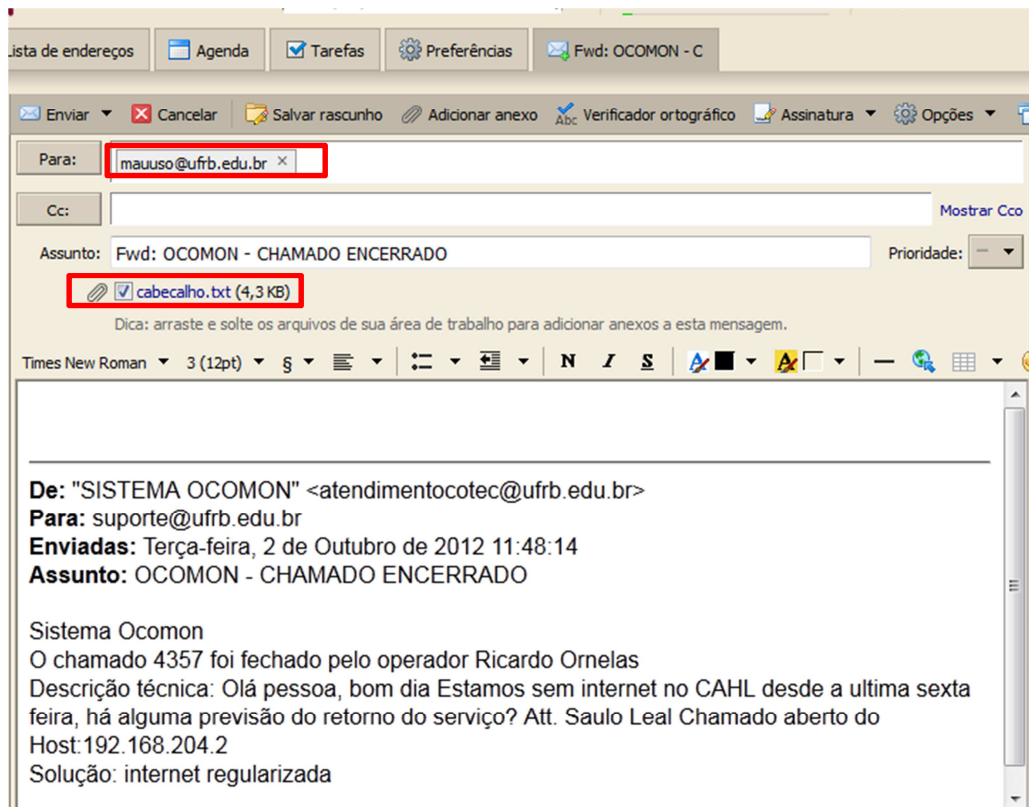 Lista de endereços Agenda Tarefas Preferências Fwd: OCOMON - C
Enviar Cancelar Salvar rascunho Adicionar anexo Abc Verificador ortográfico Assinatura Opções
Para: mauuso@ufrb.edu.br
Cc: Mostrar Cco
Assunto: Fwd: OCOMON - CHAMADO ENCERRADO Prioridade:
cabecalho.txt (4,3 KB)
Dica: arraste e solte os arquivos de sua área de trabalho para adicionar anexos a esta mensagem.
Times New Roman 3 (12pt) § N I S
De: "SISTEMA OCOMON" <atendimentocotec@ufrb.edu.br>
Para: suporte@ufrb.edu.br
Enviadas: Terça-feira, 2 de Outubro de 2012 11:48:14
Assunto: OCOMON - CHAMADO ENCERRADO
Sistema Ocomon
O chamado 4357 foi fechado pelo operador Ricardo Ornelas
Descrição técnica: Olá pessoa, bom dia Estamos sem internet no CAHL desde a ultima sexta
feira, há alguma previsão do retorno do serviço? Att. Saulo Leal Chamado aberto do
Host:192.168.204.2
Solução: internet regularizada